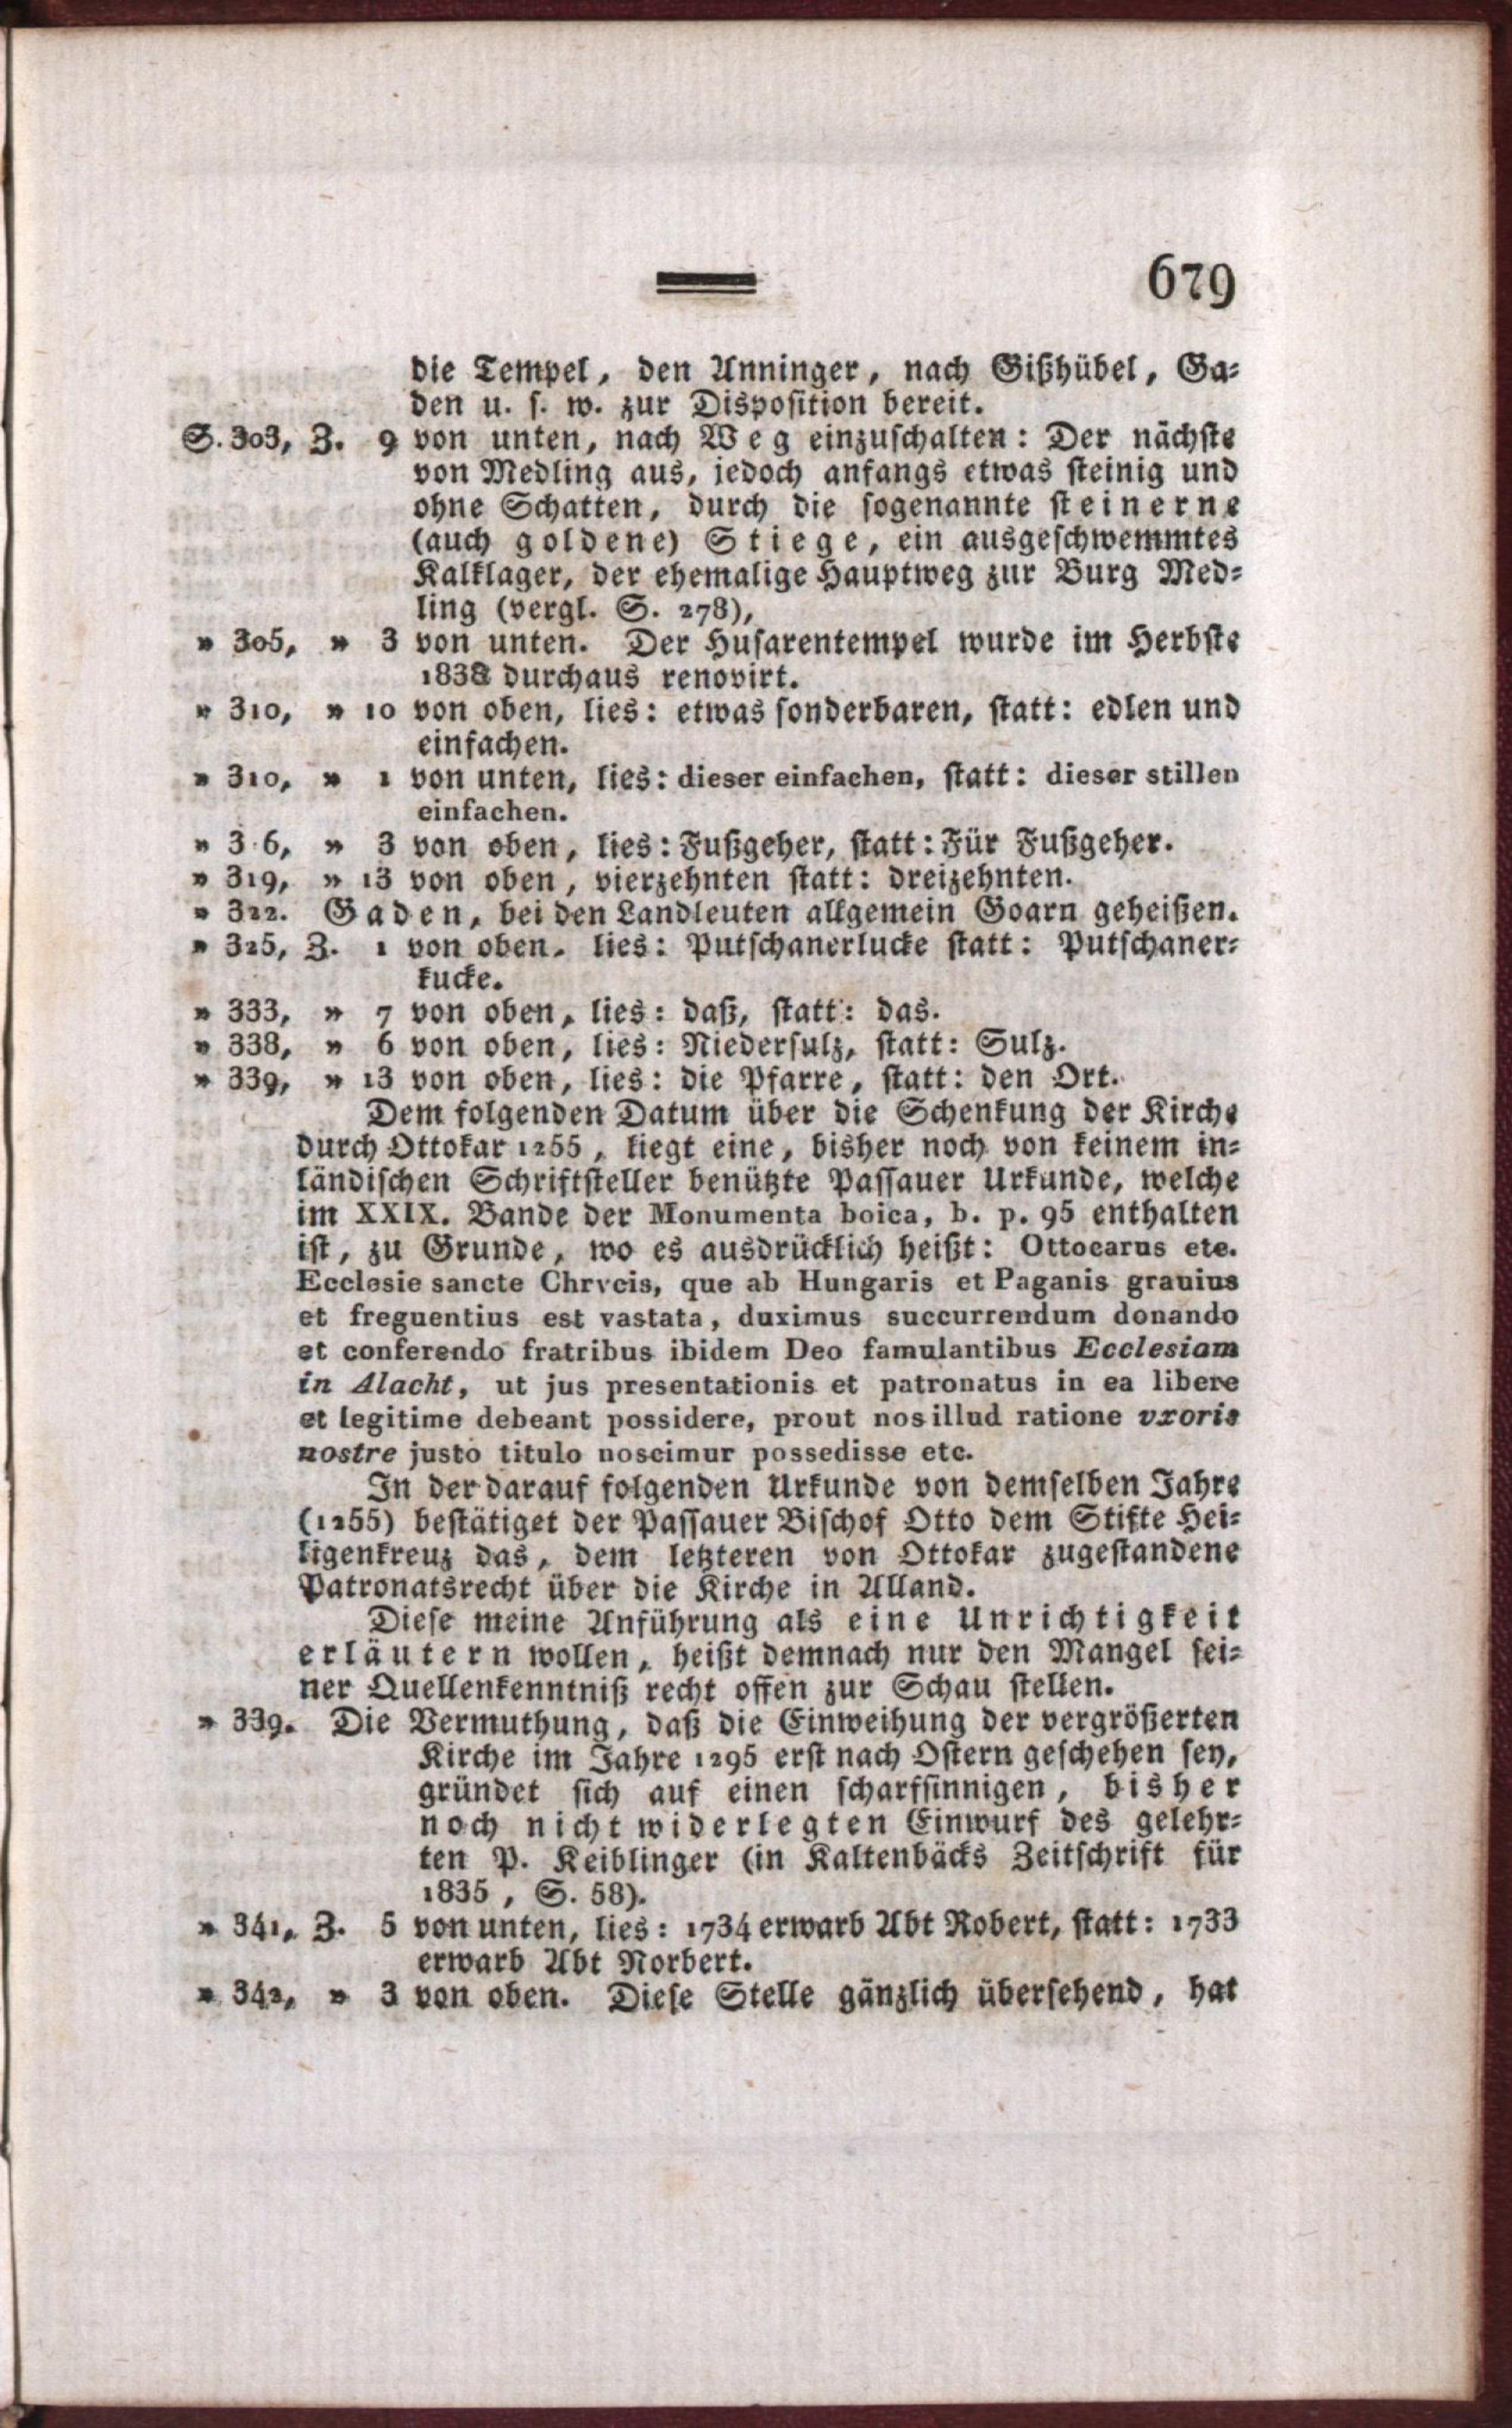 679
die Tempel, den Anninger, nach Gißhübel, Ga-
den u. s. w. zur Disposition bereit.
S. 303, Z. 9 von unten, nach Weg einzuschalten: Der nächste
von Medling aus, jedoch anfangs etwas steinig und
ohne Schatten, durch die sogenannte steinerne
(auch goldene) Stiege, ein ausgeschwemmtes
Kalklager, der ehemalige Hauptweg zur Burg Med-
ling (vergl. S. 278),
» 305, » 3 von unten. Der Husarentempel wurde im Herbste
1838 durchaus renovirt.
» 310, » 10 von oben, lies: etwas sonderbaren, statt: edlen und
einfachen.
» 310, » 1 von unten, lies: dieser einfachen, statt: dieser stillen
einfachen.
» 3 6, » 3 von oben, lies: Fußgeher, statt: Für Fußgeher.
» 319, » 13 von oben, vierzehnten statt: dreizehnten.
» 322. Gaden, bei den Landleuten allgemein Goarn geheißen.
» 325, Z. 1 von oben, lies: Putschanerlucke statt: Putschaner-
kucke.
» 333, » 7 von oben, lies: daß, statt: das.
» 338, » 6 von oben, lies: Niedersulz, statt: Sulz.
» 339, » 13 von oben, lies: die Pfarre, statt: den Ort.
Dem folgenden Datum über die Schenkung der Kirche
durch Ottokar 1255, liegt eine, bisher noch von keinem in-
ländischen Schriftsteller benützte Passauer Urkunde, welche
im XXIX. Bande der Monumenta boica, b. p. 95 enthalten
ist, zu Grunde, wo es ausdrücklich heißt: Ottocarus etc.
Ecclesie sancte Chrvcis, que ab Hungaris et Paganis grauius
et freguentius est vastata, duximus succurrendum donando
et conferendo fratribus ibidem Deo famulantibus Ecclesiam
in Alacht, ut jus presentationis et patronatus in ea libere
et legitime debeant possidere, prout nos illud ratione vxoris
nostre justo titulo noscimur possedisse etc.
In der darauf folgenden Urkunde von demselben Jahre
(1255) bestätiget der Passauer Bischof Otto dem Stifte Hei-
ligenkreuz das, dem letzteren von Ottokar zugestandene
Patronatsrecht über die Kirche in Alland.
Diese meine Anführung als eine Unrichtigkeit
erläutern wollen, heißt demnach nur den Mangel sei-
ner Quellenkenntniß recht offen zur Schau stellen.
» 339. Die Vermuthung, daß die Einweihung der vergrößerten
Kirche im Jahre 1295 erst nach Ostern geschehen sey,
gründet sich auf einen scharfsinnigen, bisher
noch nicht widerlegten Einwurf des gelehr-
ten P. Keiblinger (in Kaltenbäcks Zeitschrift für
1835, S. 58).
» 341, Z. 5 von unten, lies: 1734 erwarb Abt Robert, statt: 1733
erwarb Abt Norbert.
» 342, » 3 von oben. Diese Stelle gänzlich übersehend, hat